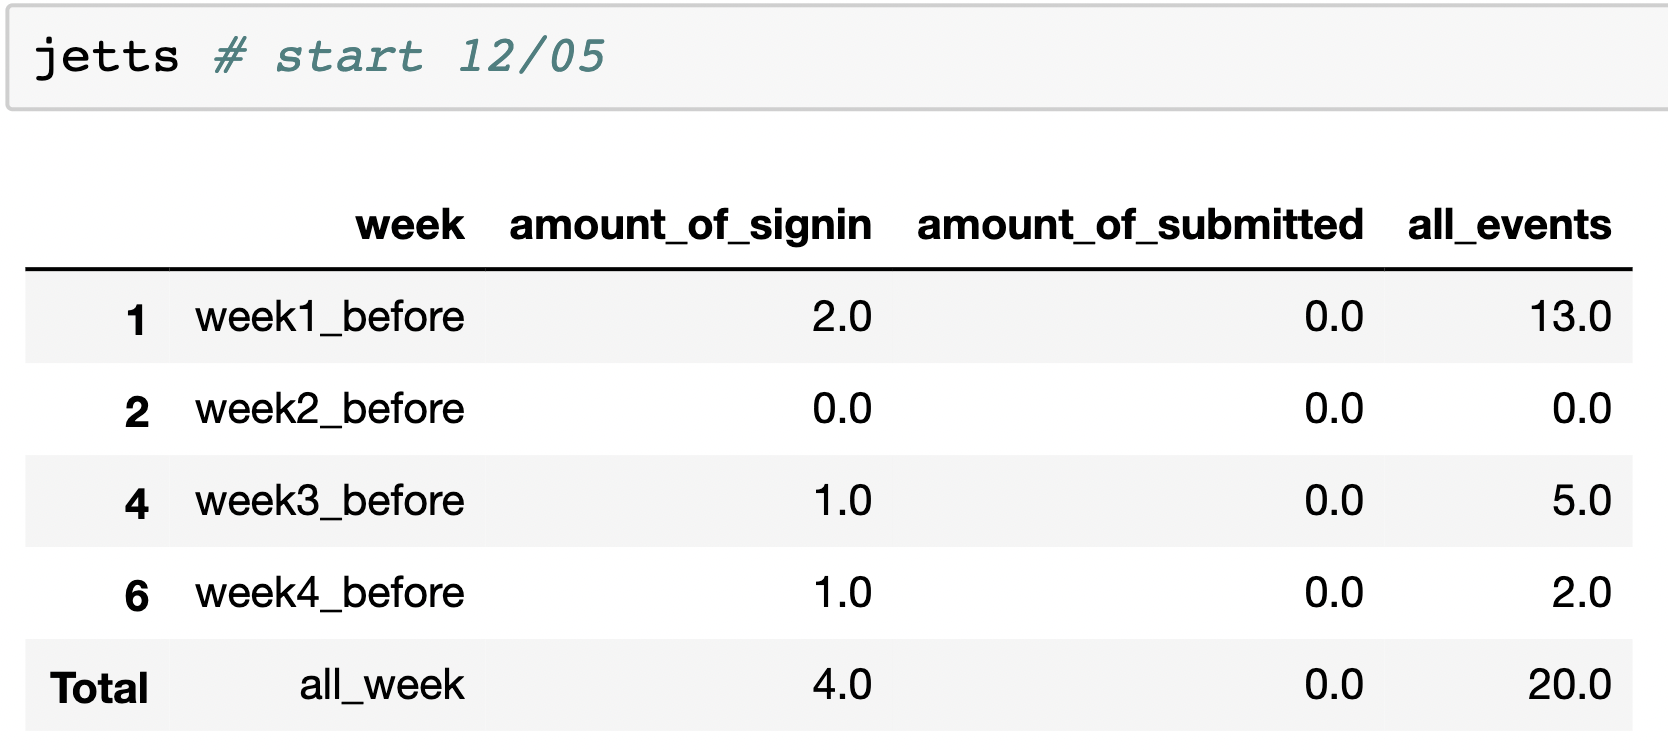 jetts # start 12/05
week amount_of_signin amount_of_submitted all_events
1 week1_before 2.0 0.0 13.0
2 week2_before 0.0 0.0 0.0
4 week3_before 1.0 0.0 5.0
6 week4_before 1.0 0.0 2.0
Total all_week 4.0 0.0 20.0